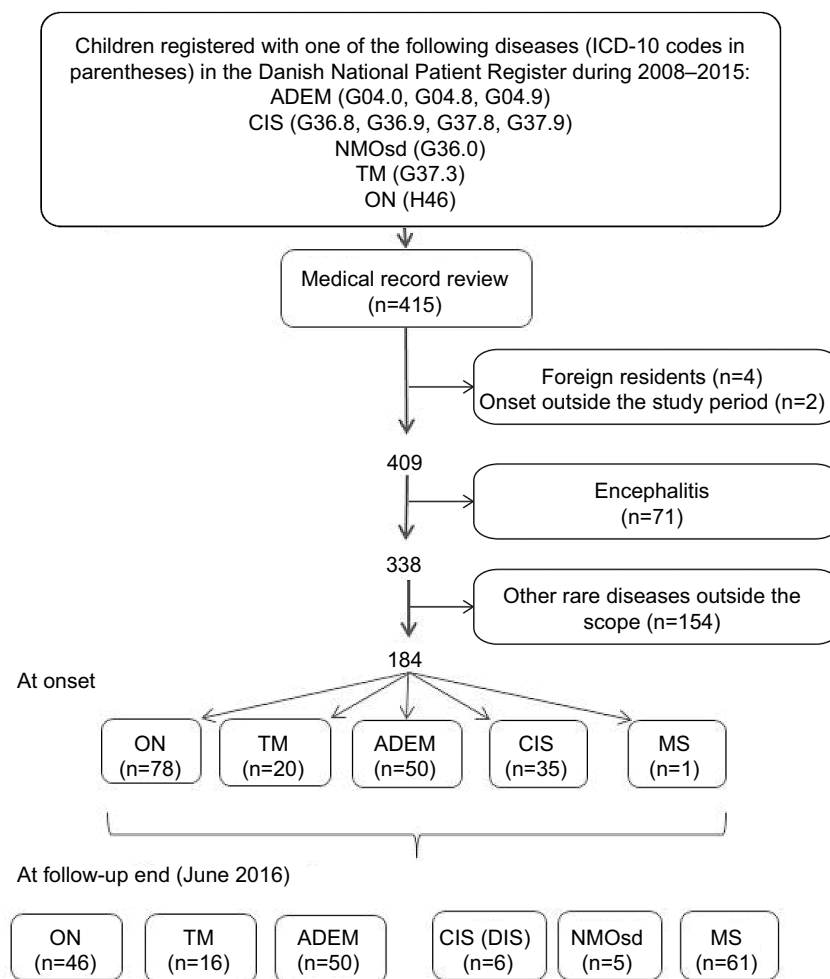 Children registered with one of the following diseases (ICD-10 codes in
parentheses) in the Danish National Patient Register during 2008–2015:
ADEM (G04.0, G04.8, G04.9)
CIS (G36.8, G36.9, G37.8, G37.9)
NMOsd (G36.0)
TM (G37.3)
ON (H46)
Medical record review
(n=415)
Foreign residents (n=4)
Onset outside the study period (n=2)
409
Encephalitis
(n=71)
338
Other rare diseases outside the
scope (n=154)
184
At onset
ON
(n=78)
TM
(n=20)
ADEM
(n=50)
CIS
(n=35)
MS
(n=1)
At follow-up end (June 2016)
ON
(n=46)
TM
(n=16)
ADEM
(n=50)
CIS (DIS)
(n=6)
NMOsd
(n=5)
MS
(n=61)